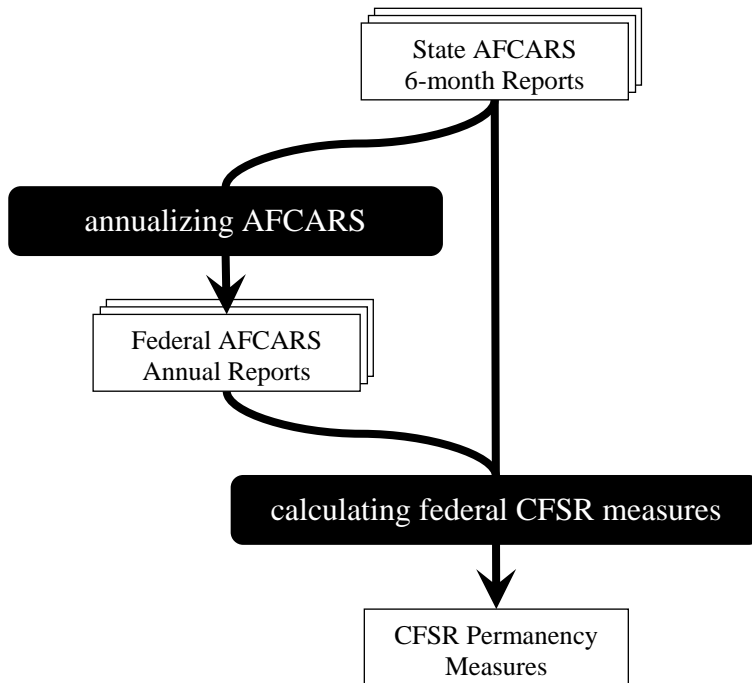 State AFCARS
6-month Reports
annualizing AFCARS
Federal AFCARS
Annual Reports
calculating federal CFSR measures
CFSR Permanency
Measures